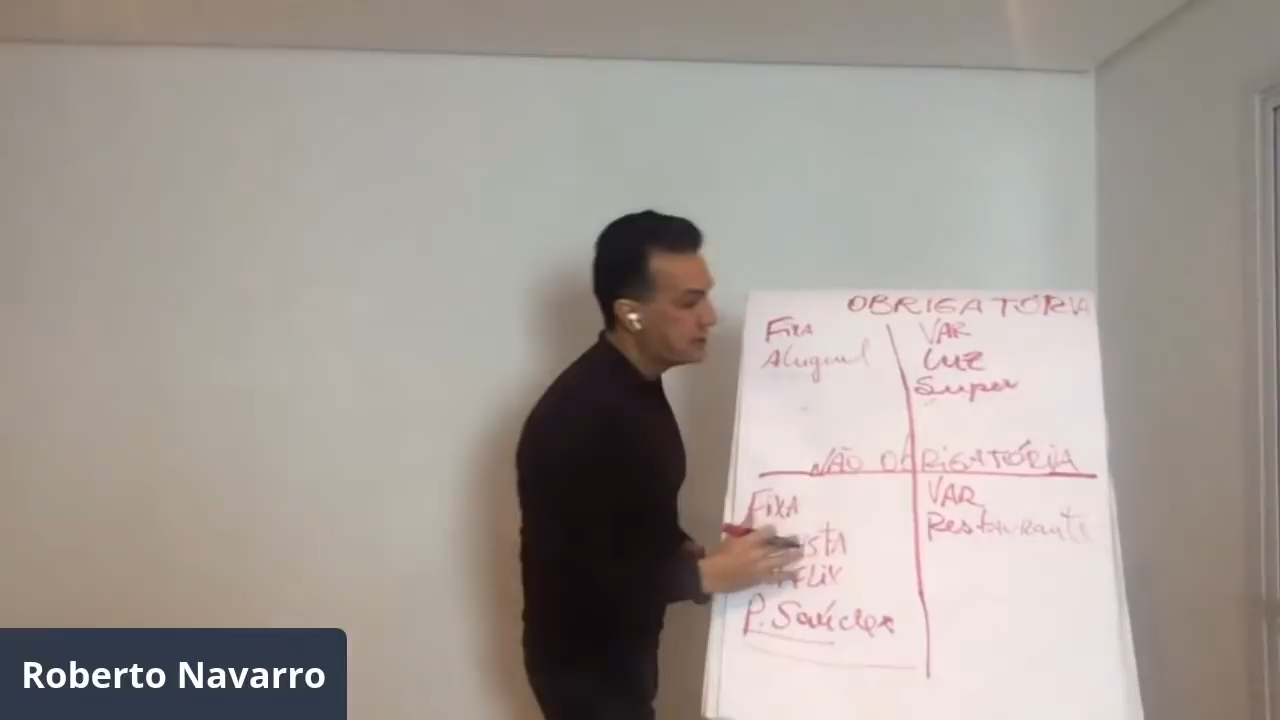 OBRIGATÓRIA
FIXA
Aluguel
VAR
LUZ
Super
NÃO OBRIGATÓRIA
FIXA
P. Saúde
VAR
Restaurante
Roberto Navarro